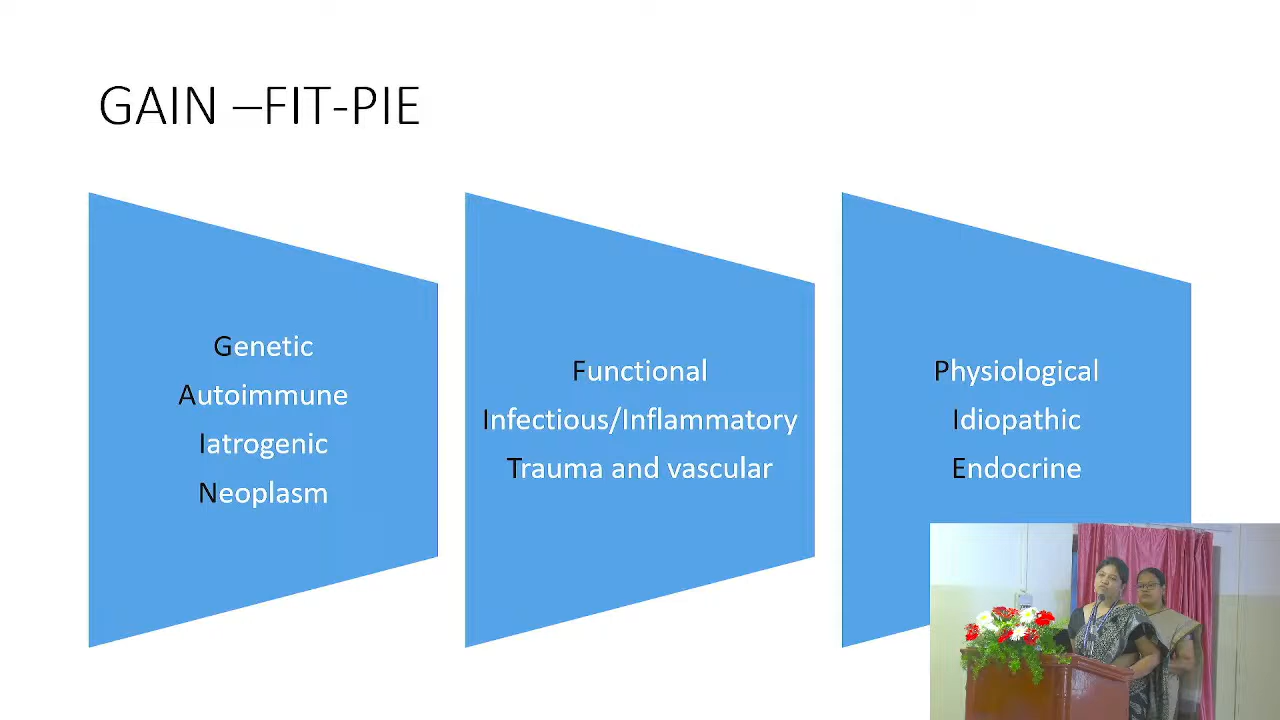 GAIN –FIT-PIE
Genetic
Autoimmune
Iatrogenic
Neoplasm
Functional
Infectious/Inflammatory
Trauma and vascular
Physiological
Idiopathic
Endocrine